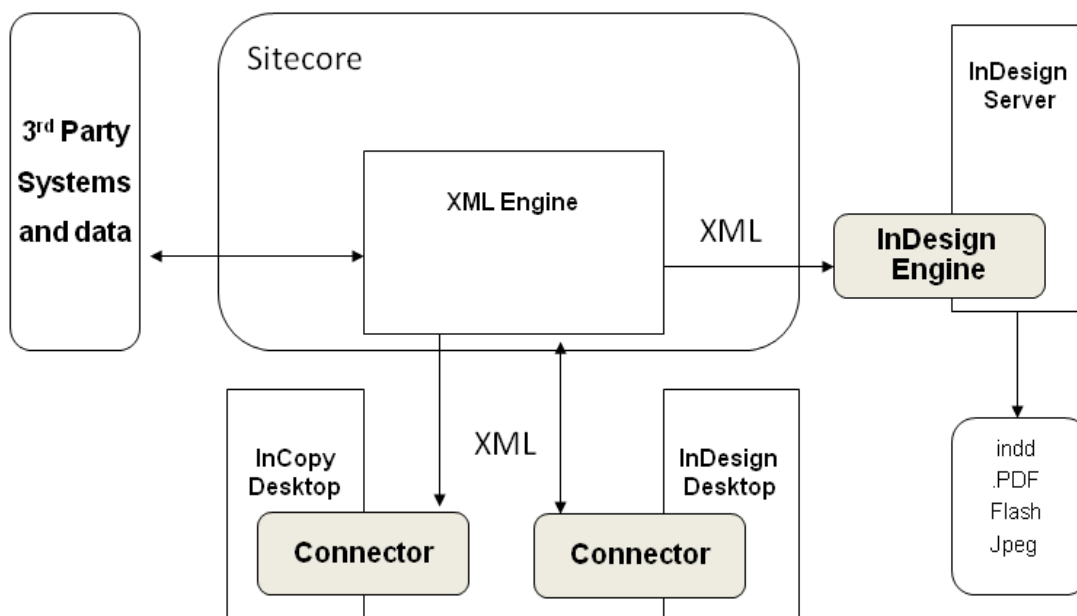 Sitecore
3rd Party
Systems
and data
XML Engine
XML
InDesign
Server
InDesign
Engine
InCopy
Desktop
XML
InDesign
Desktop
Connector
Connector
indd
.PDF
Flash
Jpeg